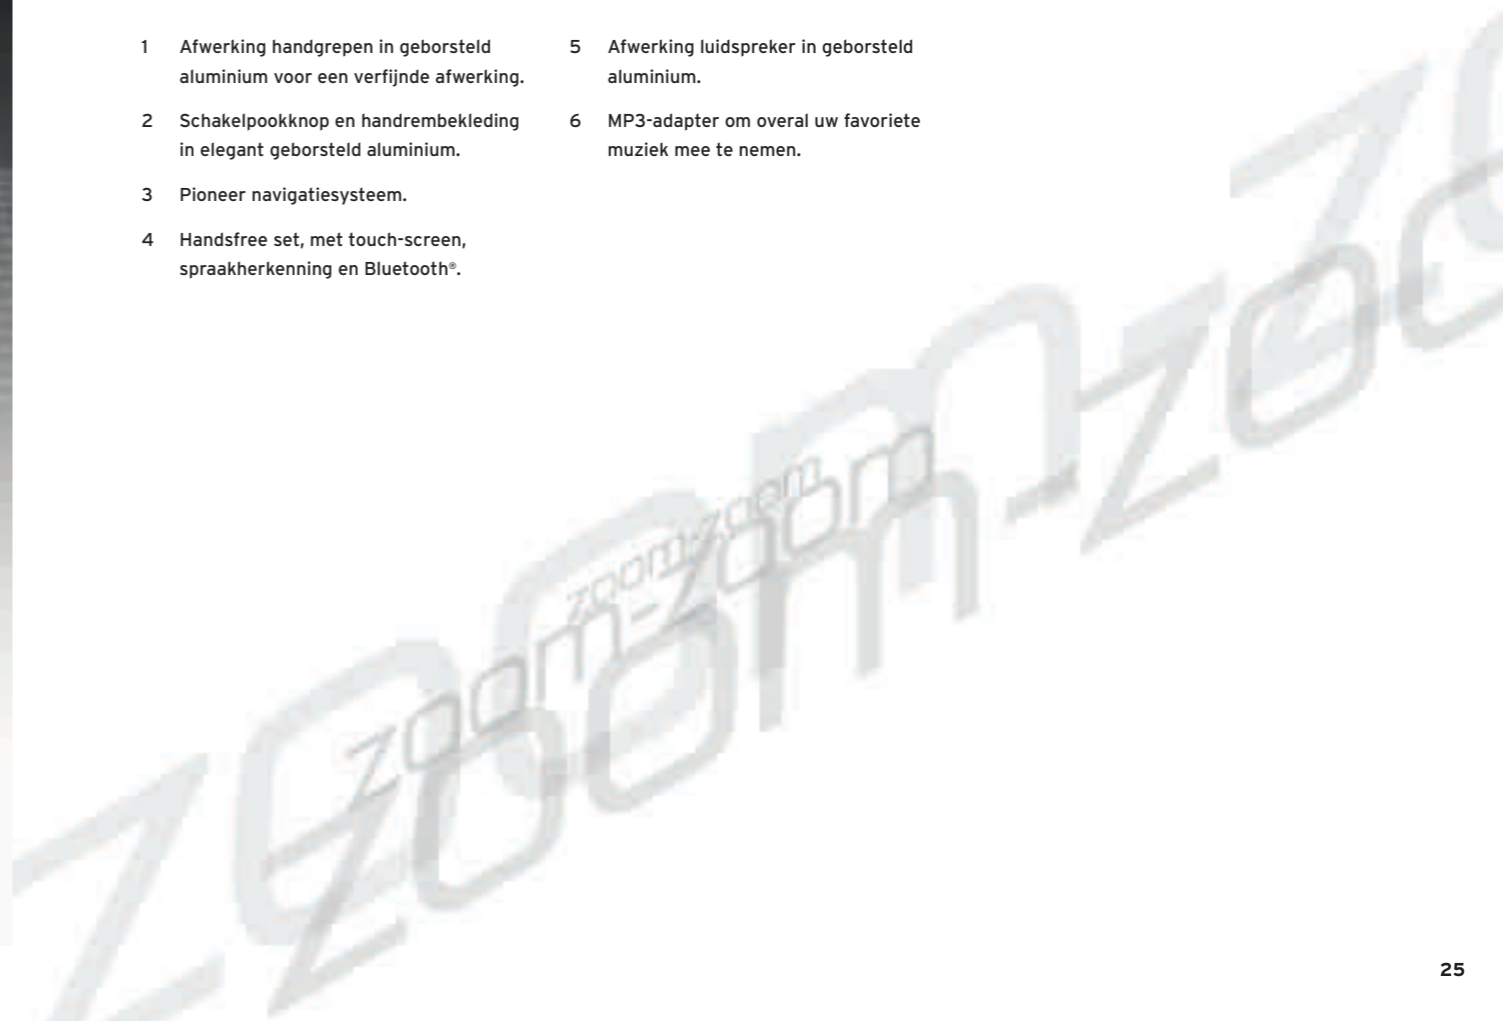 1 Afwerking handgrepen in geborsteld
aluminium voor een verfijnde afwerking.
2 Schakelpookknop en handrembekleding
in elegant geborsteld aluminium.
3 Pioneer navigatiesysteem.
4 Handsfree set, met touch-screen,
spraakherkenning en Bluetooth®.
5 Afwerking luidspreker in geborsteld
aluminium.
6 MP3-adapter om overal uw favoriete
muziek mee te nemen.
zoom-zoom
zoom-zoom
zoom-zoo
25